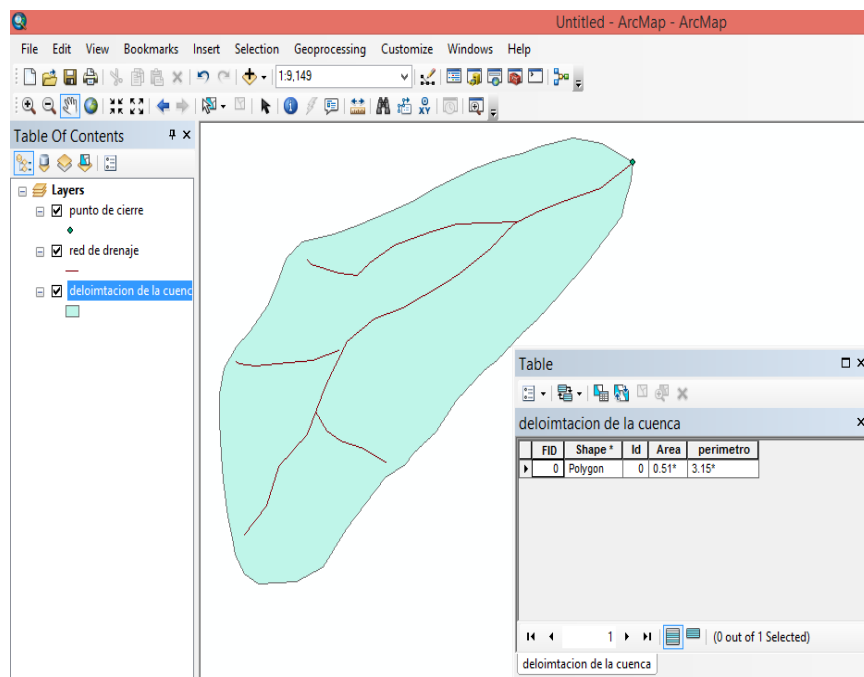 Untitled - ArcMap - ArcMap
File Edit View Bookmarks Insert Selection Geoprocessing Customize Windows Help
1:9,149
Table Of Contents
Layers
punto de cierre
red de drenaje
deloimtacion de la cuenc
Table
deloimtacion de la cuenca
FID Shape * Id Area perimetro
0 Polygon 0 0.51* 3.15*
1 (0 out of 1 Selected)
deloimtacion de la cuenca